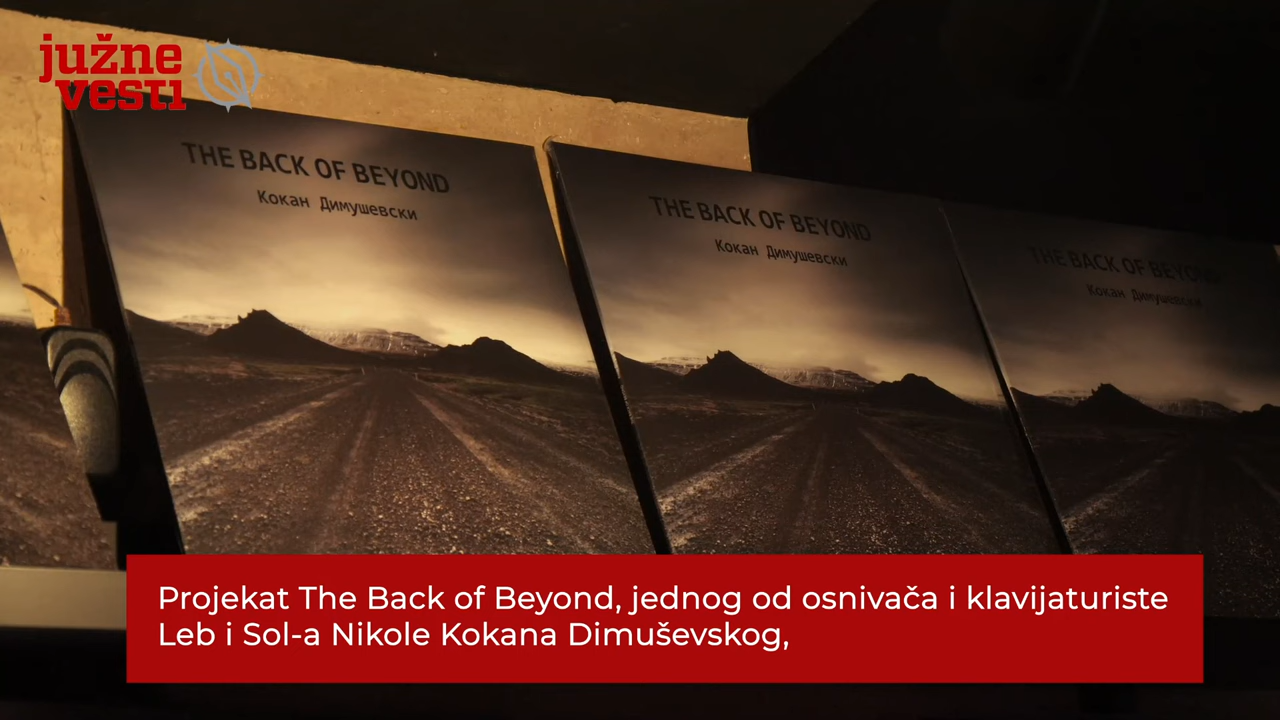 južne
vesti
THE BACK OF BEYOND
Кокан Димушевски
THE BACK OF BEYOND
Кокан Димушевски
THE BACK OF BEYOND
Кокан Димушевски
Projekat The Back of Beyond, jednog od osnivača i klavijaturiste
Leb i Sol-a Nikole Kokana Dimuševskog,